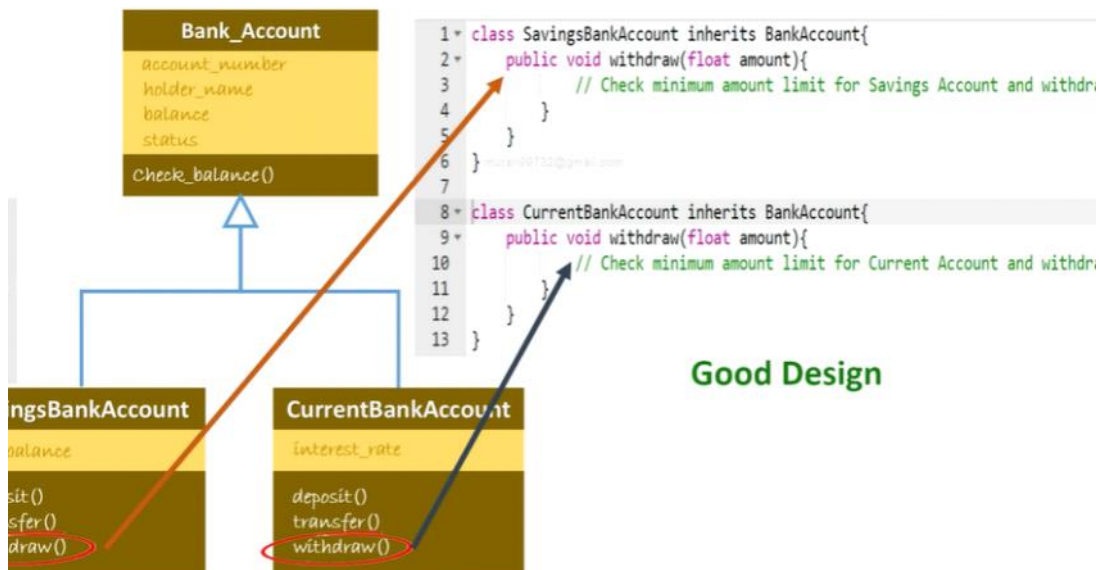 Bank_Account
account_number
holder_name
balance
status
Check_balance()
1 class SavingsBankAccount inherits BankAccount{
2 public void withdraw(float amount){
3 // Check minimum amount limit for Savings Account and withdra
4 }
5 }
6 }
7
8 class CurrentBankAccount inherits BankAccount{
9 public void withdraw(float amount){
10 // Check minimum amount limit for Current Account and withdra
11 }
12 }
13 }
Good Design
ingsBankAccount
balance
sit()
sfer()
draw()
CurrentBankAccount
interest_rate
deposit()
transfer()
withdraw()